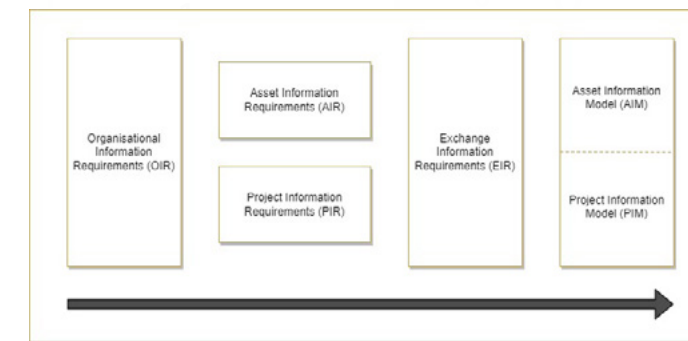 Organisational
Information
Requirements (OIR)
Asset Information
Requirements (AIR)
Project Information
Requirements (PIR)
Exchange
Information
Requirements (EIR)
Asset Information
Model (AIM)
Project Information
Model (PIM)